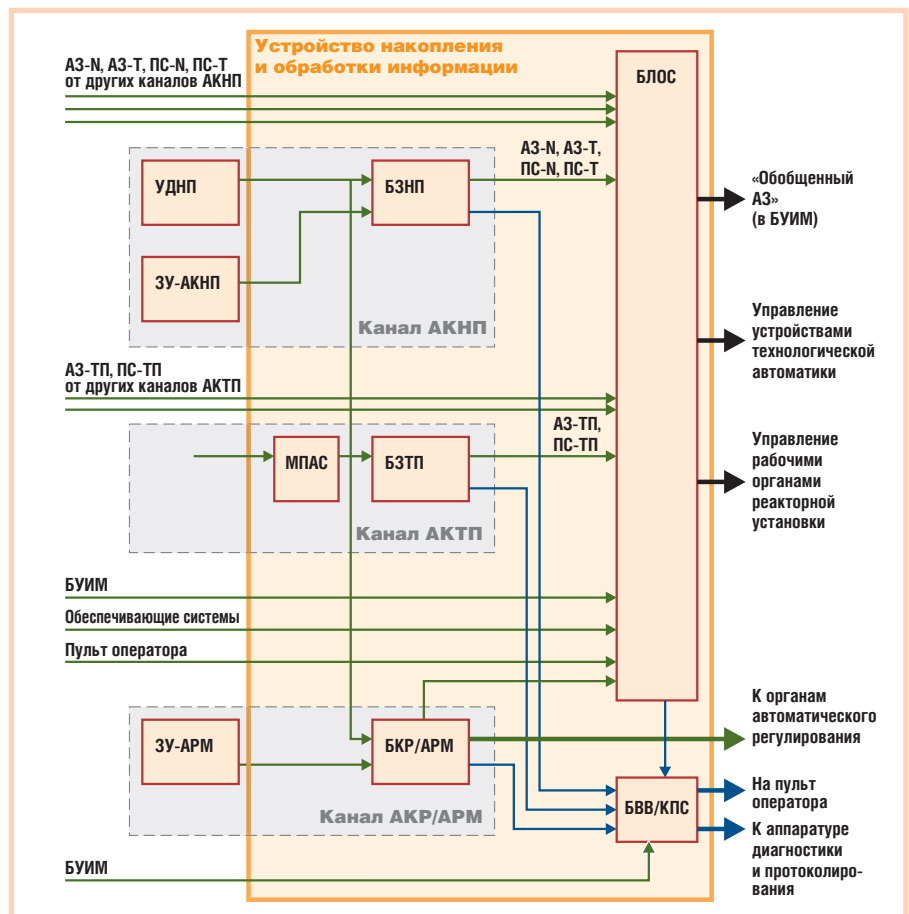 Устройство накопления
и обработки информации
АЗ-N, АЗ-Т, ПС-N, ПС-Т
от других каналов АКНП
БЛОС
УДНП
БЗНП
АЗ-N, АЗ-Т,
ПС-N, ПС-Т
«Обобщенный
АЗ»
(в БУИМ)
ЗУ-АКНП
Канал АКНП
Управление
устройствами
технологической
автоматики
АЗ-ТП, ПС-ТП
от других каналов АКТП
МПАС
БЗТП
АЗ-ТП,
ПС-ТП
Канал АКТП
Управление
рабочими
органами
реакторной
установки
БУИМ
Обеспечивающие системы
Пульт оператора
ЗУ-АРМ
БКР/АРМ
Канал АКР/АРМ
К органам
автоматического
регулирования
БВВ/КПС
На пульт
оператора
К аппаратуре
диагностики
и протоколиро-
вания
БУИМ